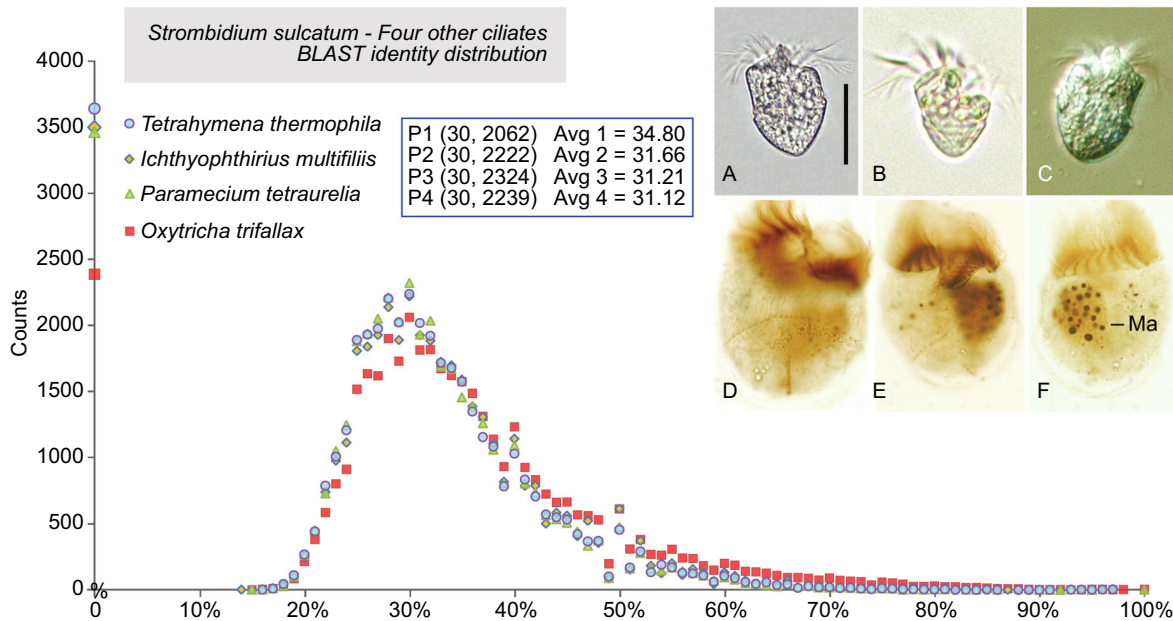 Strombidium sulcatum - Four other ciliates
BLAST identity distribution
Tetrahymena thermophila
Ichthyophthirius multifiliis
Paramecium tetraurelia
Oxytricha trifallax
P1 (30, 2062) Avg 1 = 34.80
P2 (30, 2222) Avg 2 = 31.66
P3 (30, 2324) Avg 3 = 31.21
P4 (30, 2239) Avg 4 = 31.12
Counts
4000
3500
3000
2500
2000
1500
1000
500
0
%
0 10% 20% 30% 40% 50% 60% 70% 80% 90% 100%
A B C
D E F
Ma